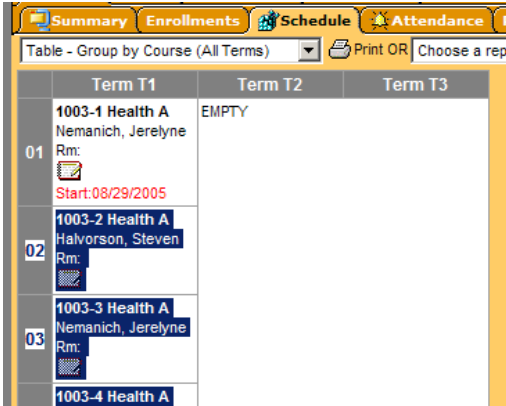 Summary Enrollments Schedule Attendance
Table - Group by Course (All Terms) Print OR Choose a rep
Term T1 Term T2 Term T3
01
1003-1 Health A
Nemanich, Jerelyne
Rm:
Start:08/29/2005
EMPTY
02
1003-2 Health A
Halvorson, Steven
Rm:
03
1003-3 Health A
Nemanich, Jerelyne
Rm:
1003-4 Health A